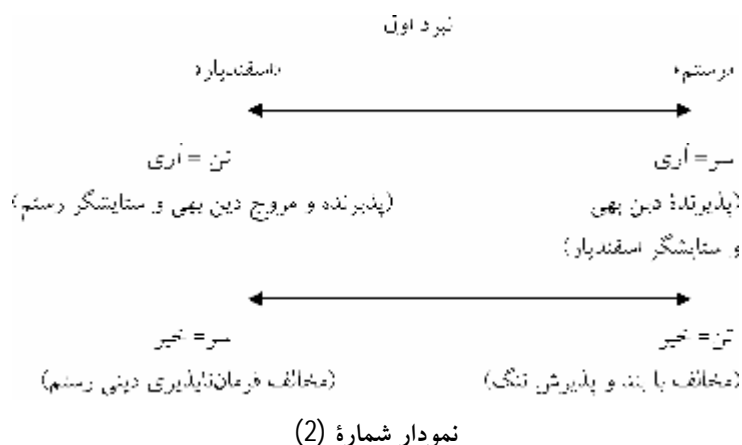 نبرد اول
«رستم» «اسفندیار»
سر= آری تن = آری
(پذیرندهٔ دین بهی (پذیرنده و مروج دین بهی و ستایشگر رستم)
و ستایشگر اسفندیار)
تن= خیر سر= خیر
(مخالف با بند و پذیرش ننگ) (مخالف فرمان‌ناپذیری دینی رستم)
نمودار شمارهٔ (2)